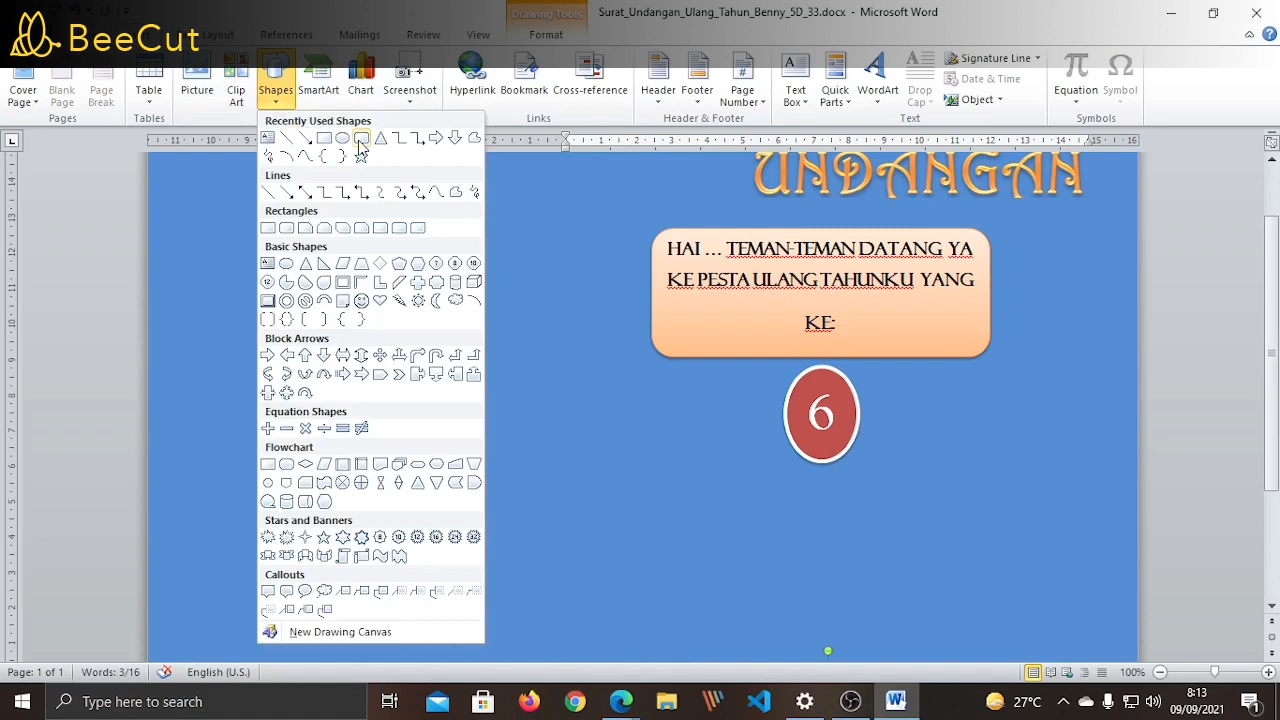 Drawing Tools
Surat_Undangan_Ulang_Tahun_Benny_5D_33.docx - Microsoft Word
BeeCut
Layout References Mailings Review View Format
Cover Page
Blank Page
Page Break
Table
Picture
Clip Art
Shapes
SmartArt
Chart
Screenshot
Hyperlink
Bookmark
Cross-reference
Header
Footer
Page Number
Text Box
Quick Parts
WordArt
Drop Cap
Signature Line
Date & Time
Object
Equation
Symbol
Pages Tables Links Header & Footer Text Symbols
Recently Used Shapes
Lines
Rectangles
Basic Shapes
Block Arrows
Equation Shapes
Flowchart
Stars and Banners
Callouts
New Drawing Canvas
UNDANGAN
HAI ... TEMAN-TEMAN DATANG YA
KE PESTA ULANG TAHUNKU YANG
KE:
6
Page: 1 of 1 Words: 3/16 English (U.S.) 100%
Type here to search
27°C
8:13
09/09/2021